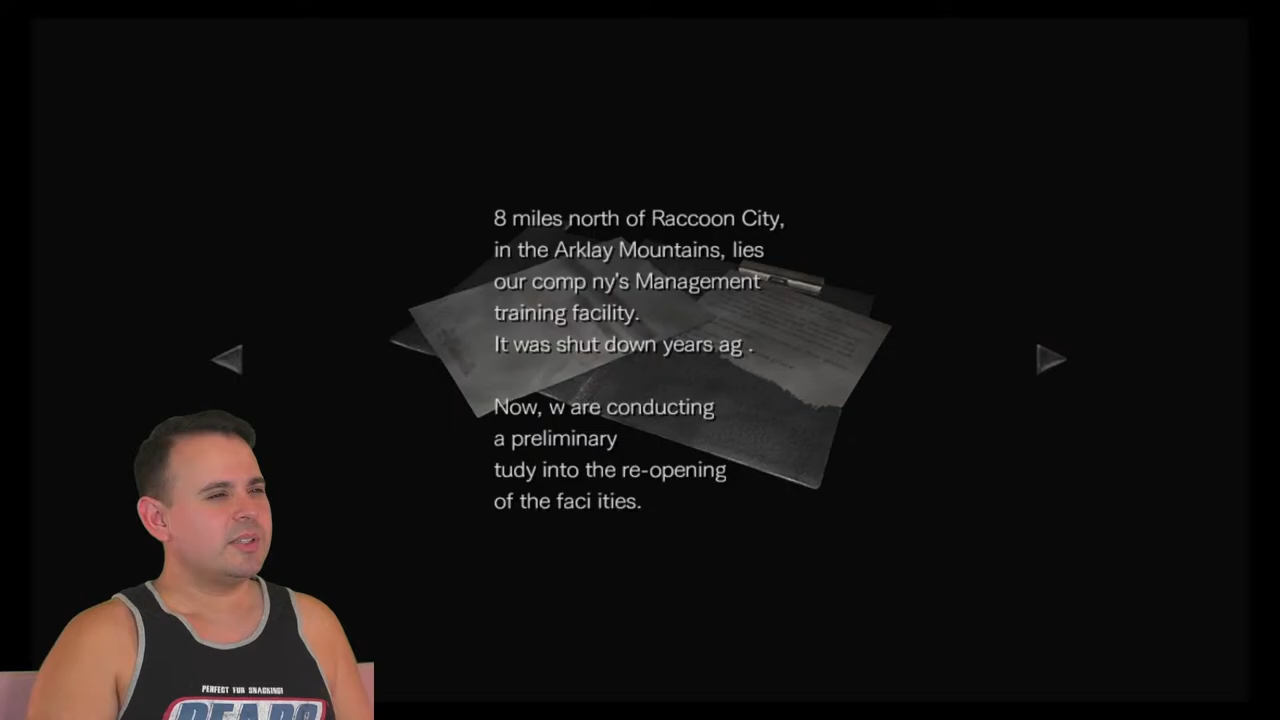 8 miles north of Raccoon City,
in the Arklay Mountains, lies
our comp ny's Management
training facility.
It was shut down years ag .
Now, w are conducting
a preliminary
tudy into the re-opening
of the faci ities.
PERFECT FOR SNACKING!